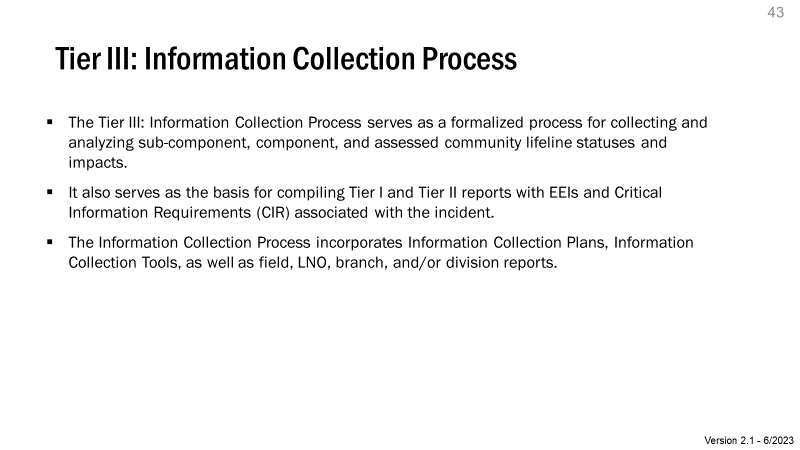 43
Tier III: Information Collection Process
▪ The Tier III: Information Collection Process serves as a formalized process for collecting and
analyzing sub-component, component, and assessed community lifeline statuses and
impacts.
▪ It also serves as the basis for compiling Tier I and Tier II reports with EEIs and Critical
Information Requirements (CIR) associated with the incident.
▪ The Information Collection Process incorporates Information Collection Plans, Information
Collection Tools, as well as field, LNO, branch, and/or division reports.
Version 2.1 - 6/2023